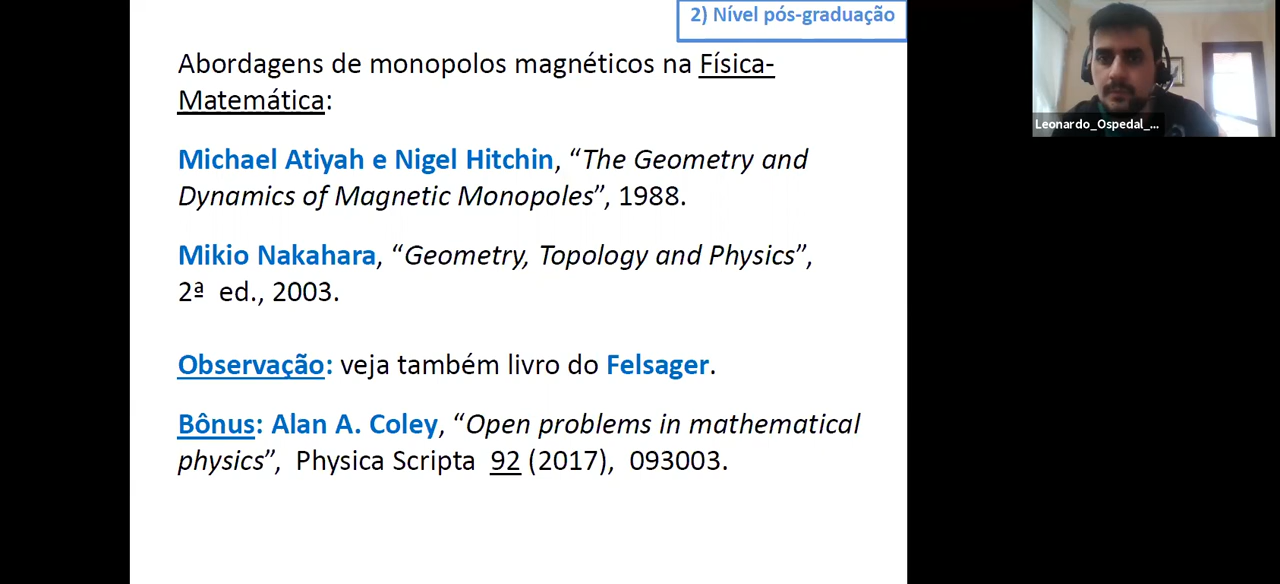 2) Nível pós-graduação
Abordagens de monopolos magnéticos na Física-
Matemática:
Michael Atiyah e Nigel Hitchin, “The Geometry and
Dynamics of Magnetic Monopoles”, 1988.
Mikio Nakahara, “Geometry, Topology and Physics”,
2ª ed., 2003.
Observação: veja também livro do Felsager.
Bônus: Alan A. Coley, “Open problems in mathematical
physics”, Physica Scripta 92 (2017), 093003.
Leonardo_Ospedal_...